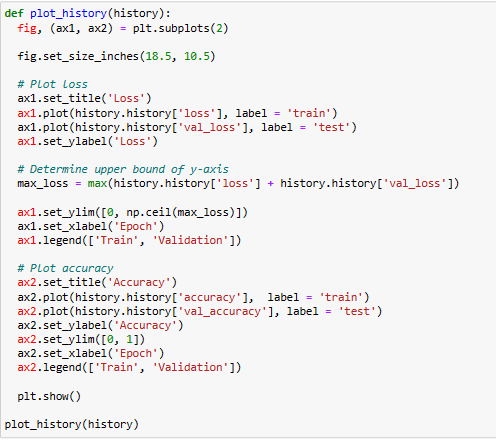 def plot_history(history):
  fig, (ax1, ax2) = plt.subplots(2)
  fig.set_size_inches(18.5, 10.5)
  # Plot loss
  ax1.set_title('Loss')
  ax1.plot(history.history['loss'], label = 'train')
  ax1.plot(history.history['val_loss'], label = 'test')
  ax1.set_ylabel('Loss')
  # Determine upper bound of y-axis
  max_loss = max(history.history['loss'] + history.history['val_loss'])
  ax1.set_ylim([0, np.ceil(max_loss)])
  ax1.set_xlabel('Epoch')
  ax1.legend(['Train', 'Validation'])
  # Plot accuracy
  ax2.set_title('Accuracy')
  ax2.plot(history.history['accuracy'],  label = 'train')
  ax2.plot(history.history['val_accuracy'], label = 'test')
  ax2.set_ylabel('Accuracy')
  ax2.set_ylim([0, 1])
  ax2.set_xlabel('Epoch')
  ax2.legend(['Train', 'Validation'])
  plt.show()
plot_history(history)